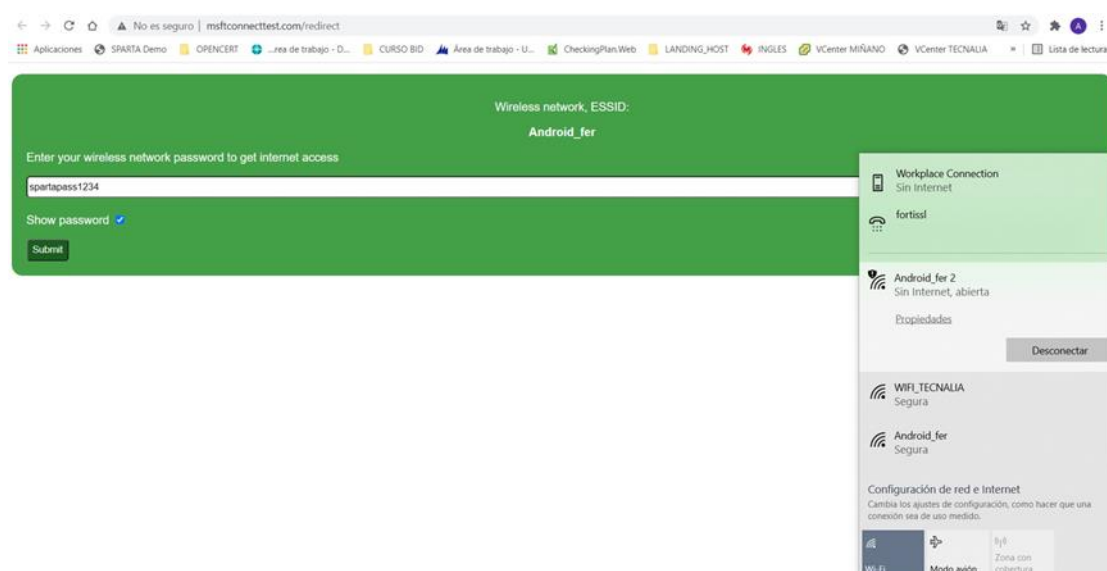 No es seguro | msftconnecttest.com/redirect
Aplicaciones SPARTA Demo OPENCERT ...rea de trabajo - D... CURSO BID Área de trabajo - U... CheckingPlan.Web LANDING_HOST INGLES VCenter MIÑANO VCenter TECNALIA » Lista de lectura
Wireless network, ESSID:
Android_fer
Enter your wireless network password to get internet access
spartapass1234
Show password
Submit
Workplace Connection
Sin Internet
fortissl
Android_fer 2
Sin Internet, abierta
Propiedades
Desconectar
WIFI_TECNALIA
Segura
Android_fer
Segura
Configuración de red e Internet
Cambia los ajustes de configuración, como hacer que una
conexión sea de uso medido.
Wi-Fi
Modo avión
Zona con
cobertura